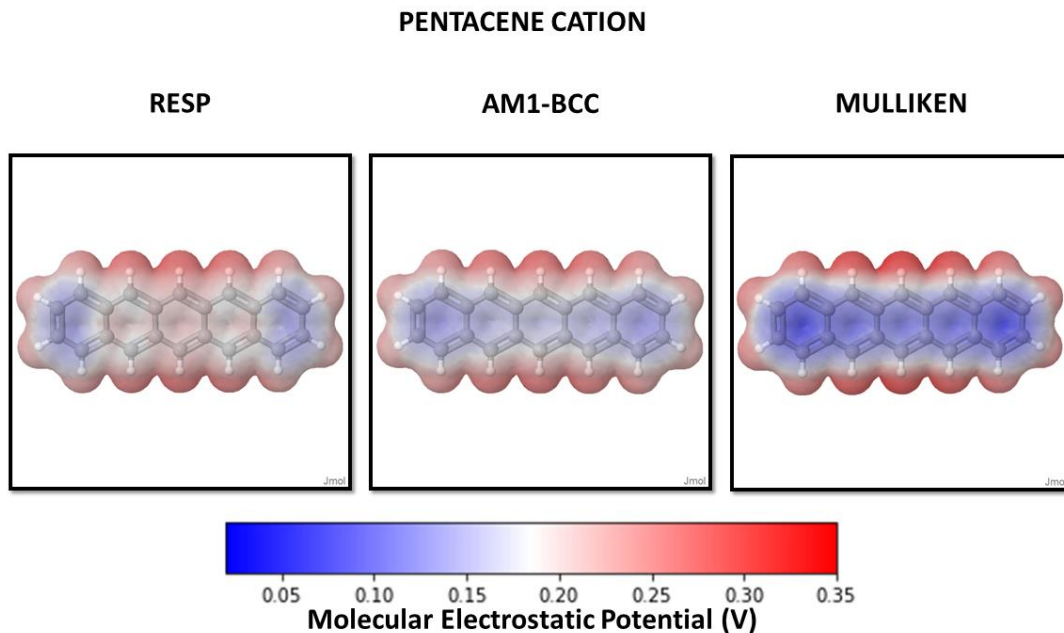 PENTACENE CATION
RESP AM1-BCC MULLIKEN
Jmol Jmol Jmol
0.05 0.10 0.15 0.20 0.25 0.30 0.35
Molecular Electrostatic Potential (V)